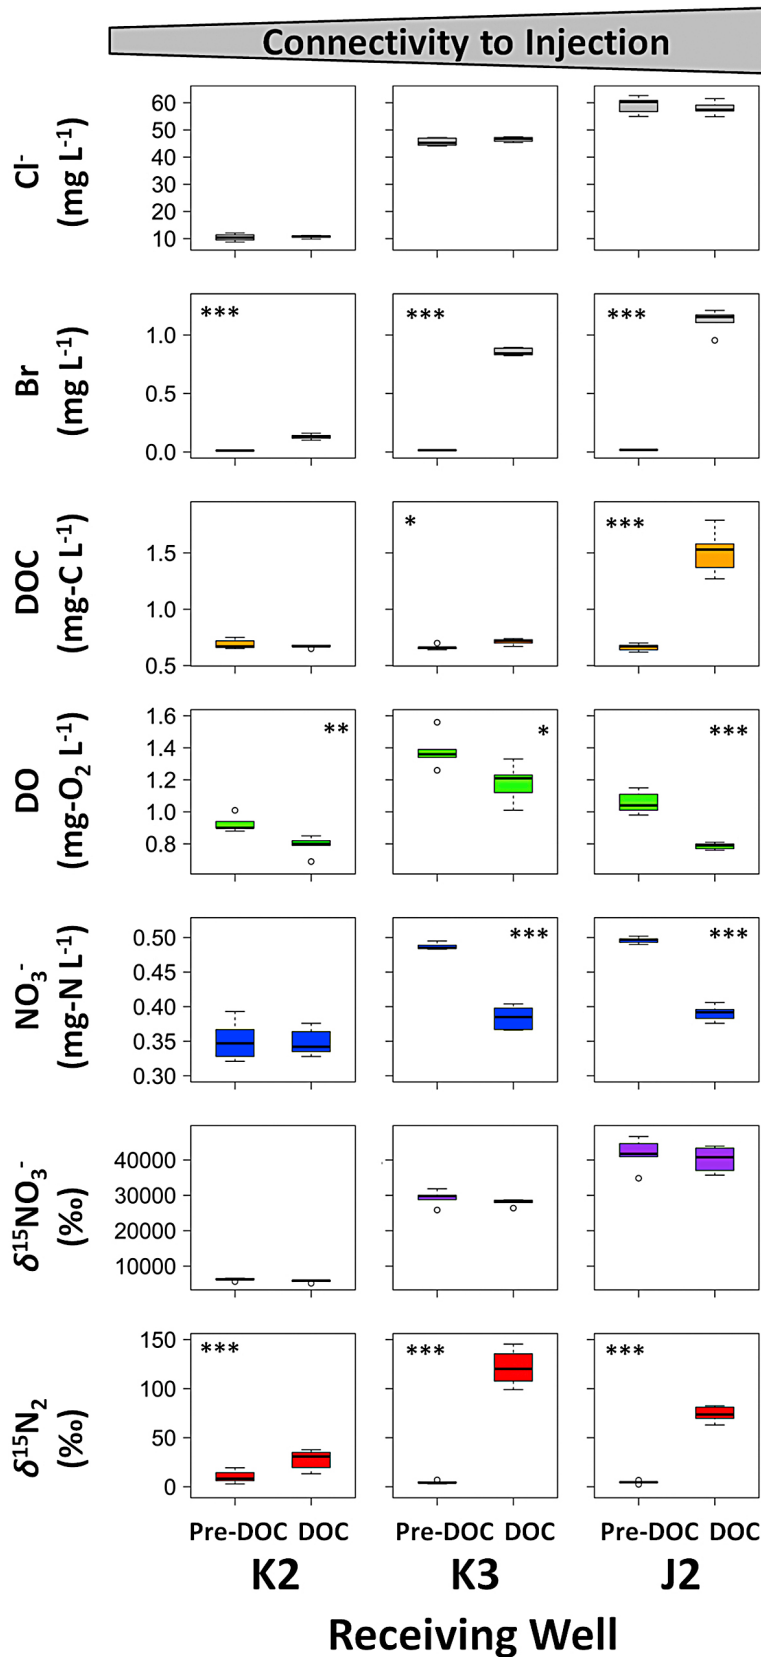 Connectivity to Injection
Cl⁻
(mg L⁻¹)
60
50
40
30
20
10
Br
(mg L⁻¹)
1.0
0.5
0.0
***
***
***
DOC
(mg-C L⁻¹)
1.5
1.0
0.5
*
***
DO
(mg-O₂ L⁻¹)
1.6
1.4
1.2
1.0
0.8
**
*
***
NO₃⁻
(mg-N L⁻¹)
0.50
0.45
0.40
0.35
0.30
***
***
δ¹⁵NO₃⁻
(‰)
40000
30000
20000
10000
δ¹⁵N₂
(‰)
150
100
50
0
***
***
***
Pre-DOC DOC Pre-DOC DOC Pre-DOC DOC
K2 K3 J2
Receiving Well